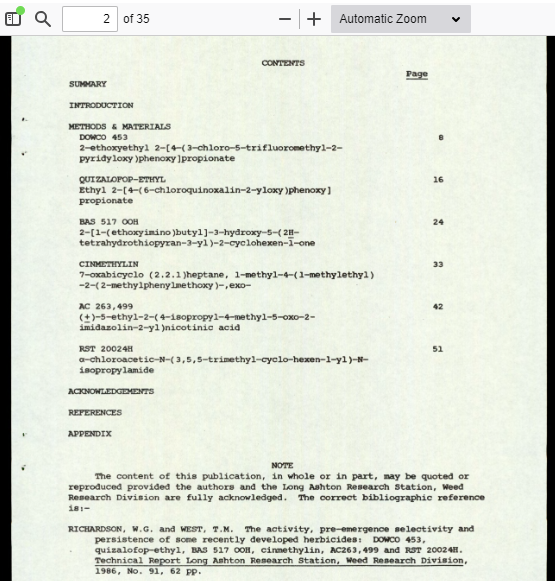 2 of 35
Automatic Zoom
CONTENTS
Page
SUMMARY
INTRODUCTION
METHODS & MATERIALS
DOWCO 453 8
2-ethoxyethyl 2-[4-(3-chloro-5-trifluoromethyl-2-
pyridyloxy)phenoxy]propionate
QUIZALOFOP-ETHYL 16
Ethyl 2-[4-(6-chloroquinoxalin-2-yloxy)phenoxy]
propionate
BAS 517 OOH 24
2-[1-(ethoxyimino)butyl]-3-hydroxy-5-(2H-
tetrahydrothiopyran-3-yl)-2-cyclohexen-1-one
CINMETHYLIN 33
7-oxabicyclo (2.2.1)heptane, 1-methyl-4-(1-methylethyl)
-2-(2-methylphenylmethoxy)-,exo-
AC 263,499 42
(±)-5-ethyl-2-(4-isopropyl-4-methyl-5-oxo-2-
imidazolin-2-yl)nicotinic acid
RST 20024H 51
α-chloroacetic-N-(3,5,5-trimethyl-cyclo-hexen-1-yl)-N-
isopropylamide
ACKNOWLEDGEMENTS
REFERENCES
APPENDIX
NOTE
The content of this publication, in whole or in part, may be quoted or
reproduced provided the authors and the Long Ashton Research Station, Weed
Research Division are fully acknowledged. The correct bibliographic reference
is:-
RICHARDSON, W.G. and WEST, T.M. The activity, pre-emergence selectivity and
persistence of some recently developed herbicides: DOWCO 453,
quizalofop-ethyl, BAS 517 OOH, cinmethylin, AC263,499 and RST 20024H.
Technical Report Long Ashton Research Station, Weed Research Division,
1986, No. 91, 62 pp.